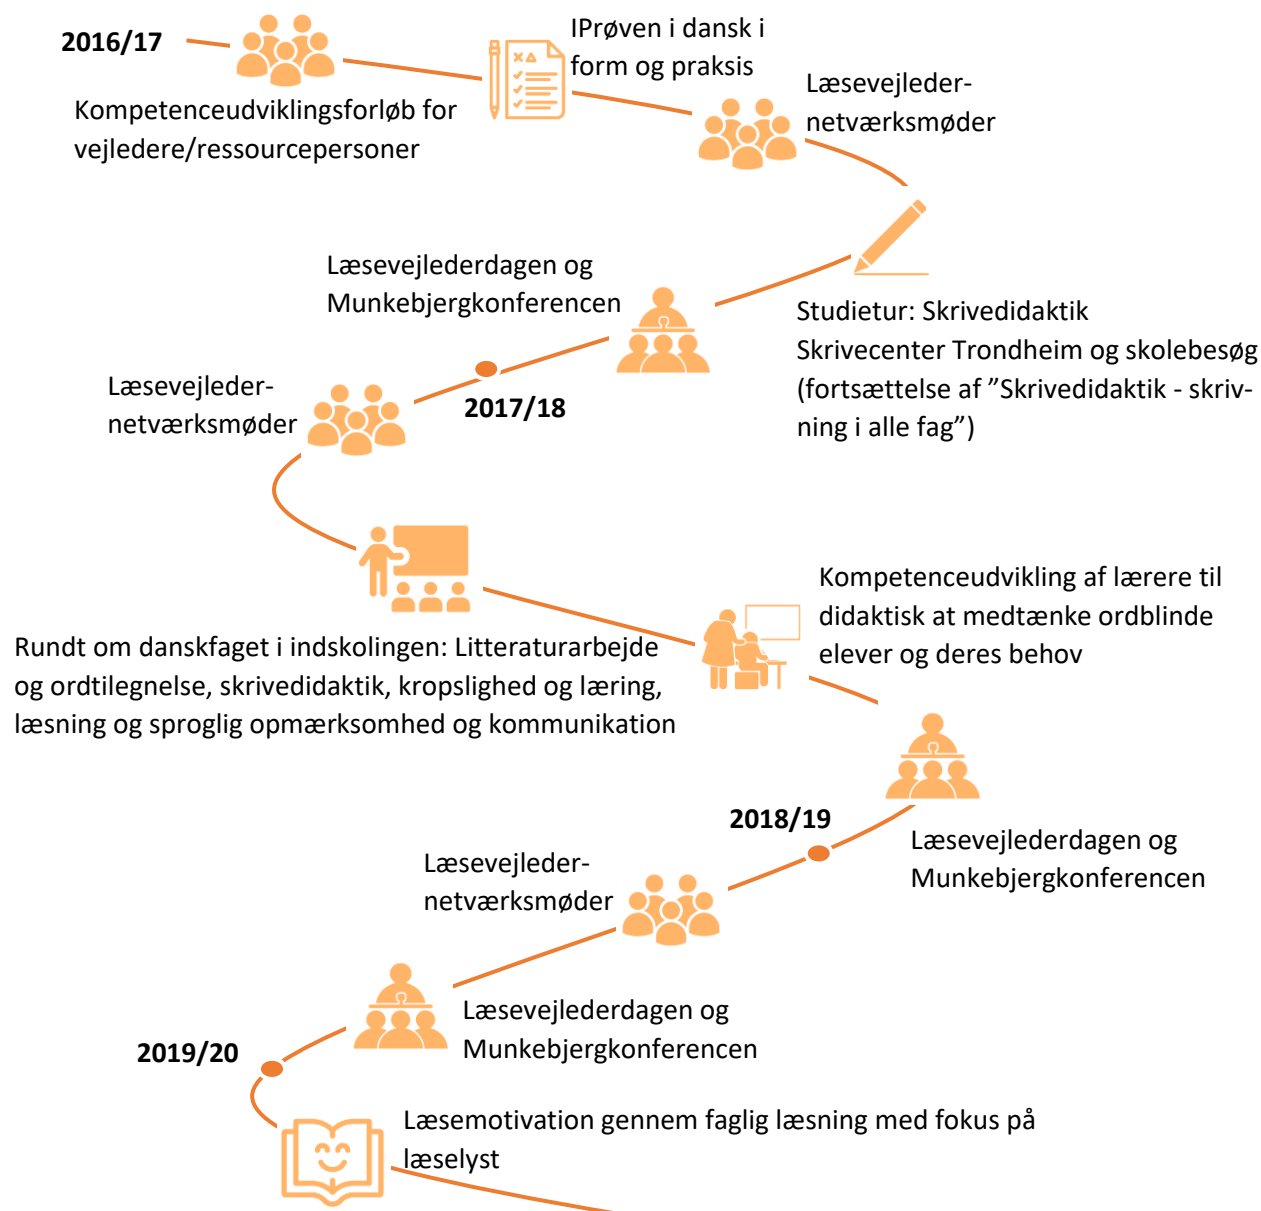 2016/17
Kompetenceudviklingsforløb for
vejledere/ressourcepersoner
IPrøven i dansk i
form og praksis
Læsevejleder-
netværksmøder
Studietur: Skrivedidaktik
Skrivecenter Trondheim og skolebesøg
(fortsættelse af ”Skrivedidaktik - skriv-
ning i alle fag”)
Læsevejlederdagen og
Munkebjergkonferencen
2017/18
Læsevejleder-
netværksmøder
Rundt om danskfaget i indskolingen: Litteraturarbejde
og ordtilegnelse, skrivedidaktik, kropslighed og læring,
læsning og sproglig opmærksomhed og kommunikation
Kompetenceudvikling af lærere til
didaktisk at medtænke ordblinde
elever og deres behov
Læsevejlederdagen og
Munkebjergkonferencen
2018/19
Læsevejleder-
netværksmøder
Læsevejlederdagen og
Munkebjergkonferencen
2019/20
Læsemotivation gennem faglig læsning med fokus på
læselyst